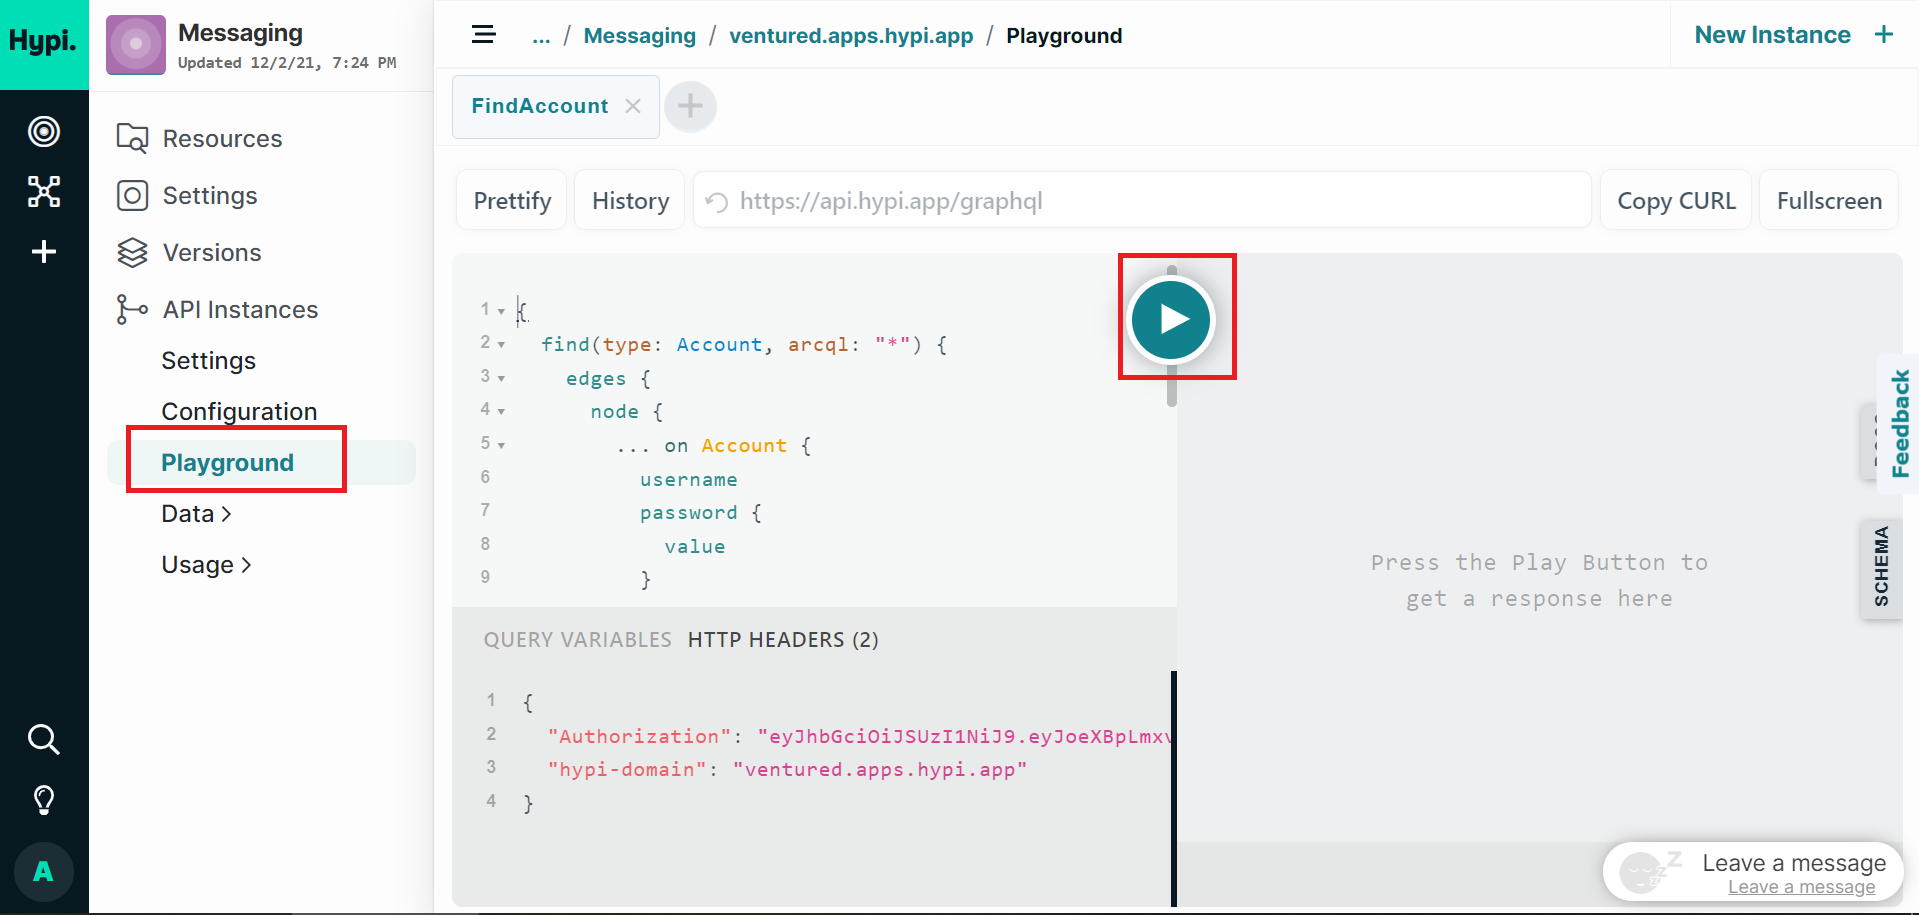 Hypi.
Messaging
Updated 12/2/21, 7:24 PM
Resources
Settings
Versions
API Instances
Settings
Configuration
Playground
Data
Usage
A
... / Messaging / ventured.apps.hypi.app / Playground
New Instance +
FindAccount
Prettify
History
https://api.hypi.app/graphql
Copy CURL
Fullscreen
1 {
2 find(type: Account, arcql: "*") {
3 edges {
4 node {
5 ... on Account {
6 username
7 password {
8 value
9 }
QUERY VARIABLES HTTP HEADERS (2)
1 {
2 "Authorization": "eyJhbGciOiJSUzI1NiJ9.eyJoeXBpLmxv
3 "hypi-domain": "ventured.apps.hypi.app"
4 }
Press the Play Button to
get a response here
Feedback
SCHEMA
z z Z
Leave a message
Leave a message